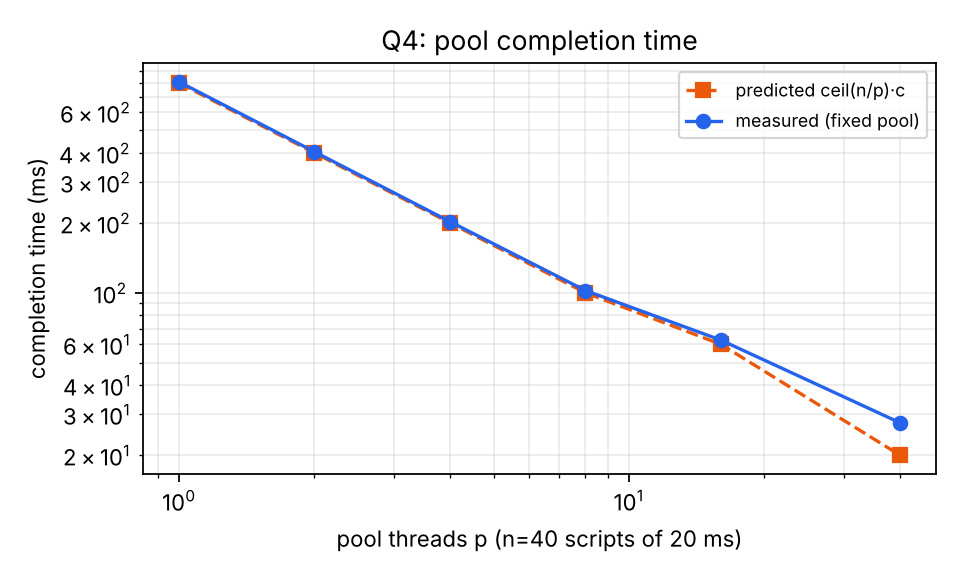 Q4: pool completion time
predicted ceil(n/p)·c
measured (fixed pool)
completion time (ms)
6 × 10²
4 × 10²
3 × 10²
2 × 10²
10²
6 × 10¹
4 × 10¹
3 × 10¹
2 × 10¹
10⁰ 10¹
pool threads p (n=40 scripts of 20 ms)